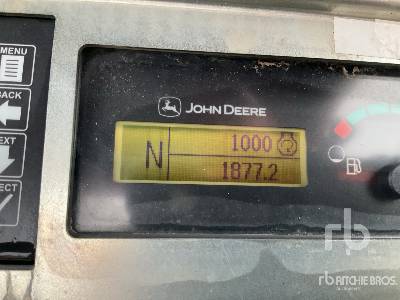 MENU
BACK
JOHN DEERE
N
1000
1877.2
rb
RITCHIE BROS.